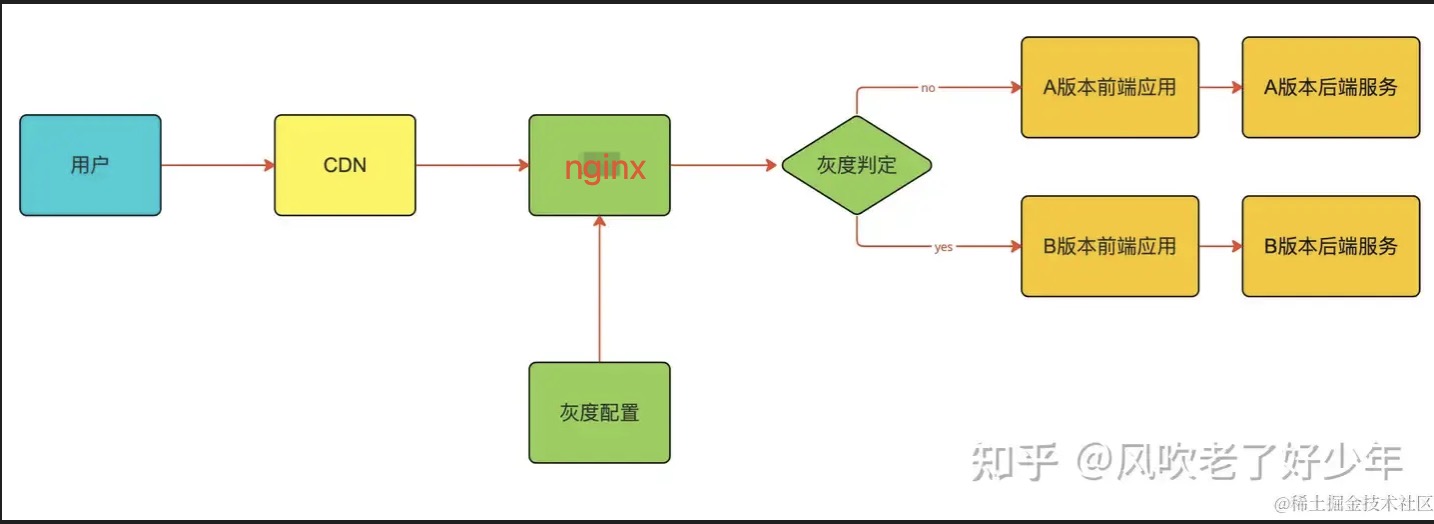 用户
CDN
nginx
灰度判定
no
yes
A版本前端应用
A版本后端服务
B版本前端应用
B版本后端服务
灰度配置
知乎 @风吹老了好少年
@稀土掘金技术社区